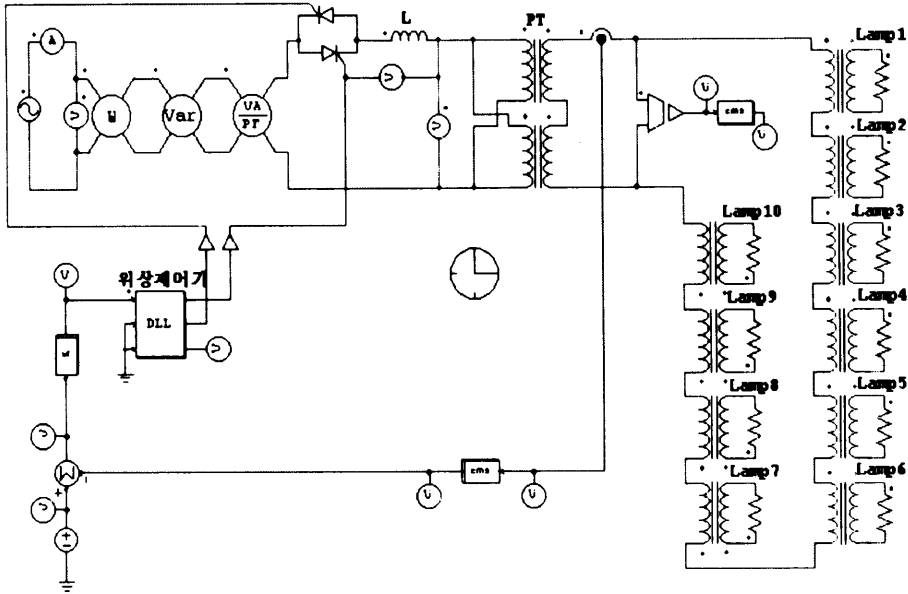 L
PT
Lamp1
A
V
W
Var
VA
PF
V
V
V
rms
V
Lamp2
Lamp10
Lamp3
V
위상제어기
DLL
V
Lamp9
Lamp4
K
Lamp8
Lamp5
V
rms
Lamp7
Lamp6
V
V
V